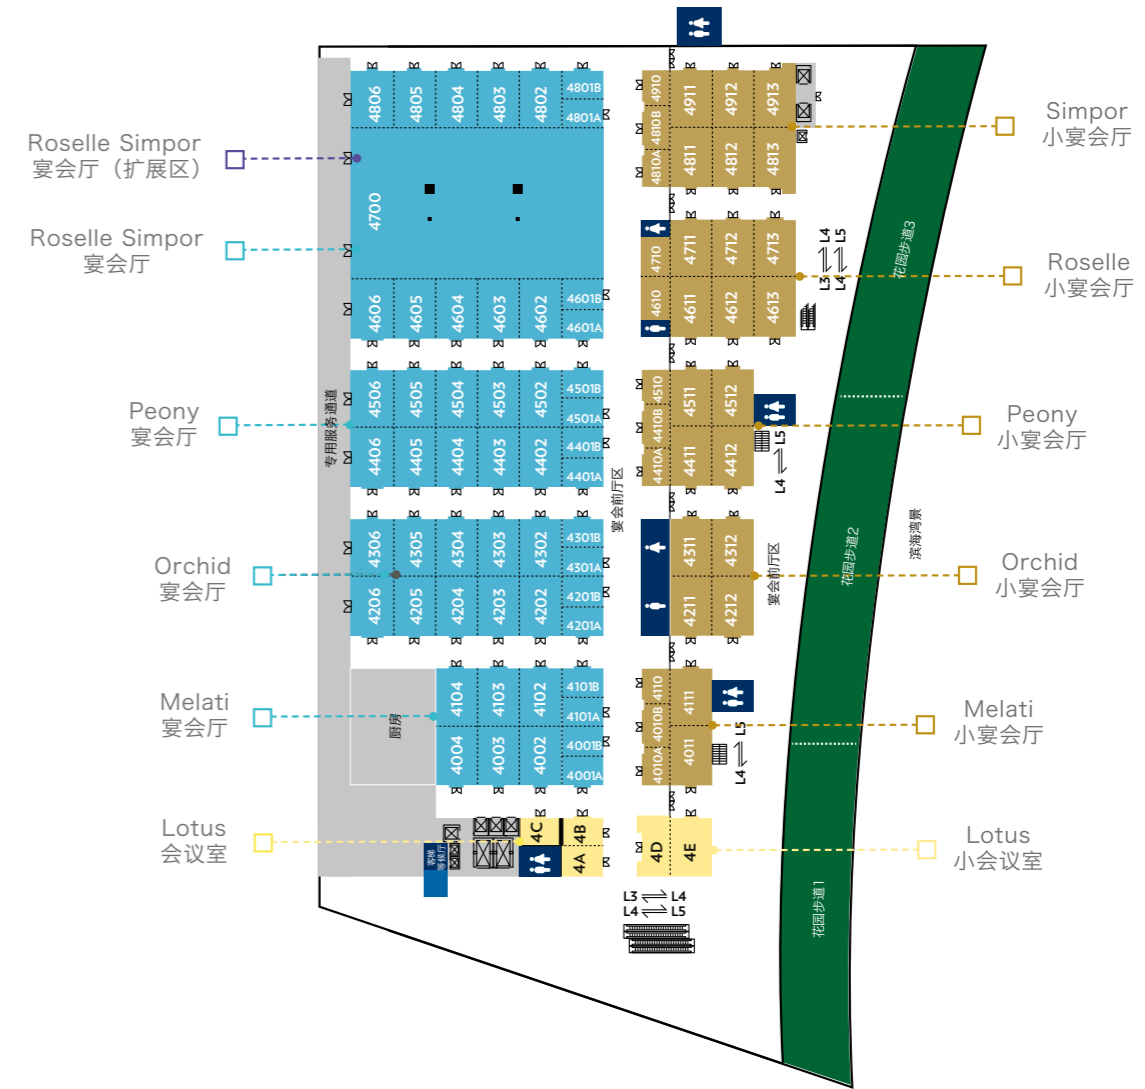 Roselle Simpor
宴会厅（扩展区）
Roselle Simpor
宴会厅
Peony
宴会厅
Orchid
宴会厅
Melati
宴会厅
Lotus
会议室
专用服务通道
4806
4805
4804
4803
4802
4801B
4801A
4700
4606
4605
4604
4603
4602
4601B
4601A
4506
4505
4504
4503
4502
4501B
4501A
4406
4405
4404
4403
4402
4401B
4401A
4306
4305
4304
4303
4302
4301B
4301A
4206
4205
4204
4203
4202
4201B
4201A
厨房
4104
4103
4102
4101B
4101A
4004
4003
4002
4001B
4001A
4C
4B
4A
客梯
等候厅
宴会前厅区
4910
4911
4912
4913
4810B
4810A
4811
4812
4813
4710
4711
4712
4713
4610
4611
4612
4613
L3 L4
L4 L5
4510
4511
4512
4410B
4410A
4411
4412
L4 L5
4311
4312
4211
4212
宴会前厅区
4110
4111
4010B
4010A
4011
L4 L5
4D
4E
L3 L4
L4 L5
花园步道3
花园步道2
花园步道1
滨海湾景
Simpor
小宴会厅
Roselle
小宴会厅
Peony
小宴会厅
Orchid
小宴会厅
Melati
小宴会厅
Lotus
小会议室